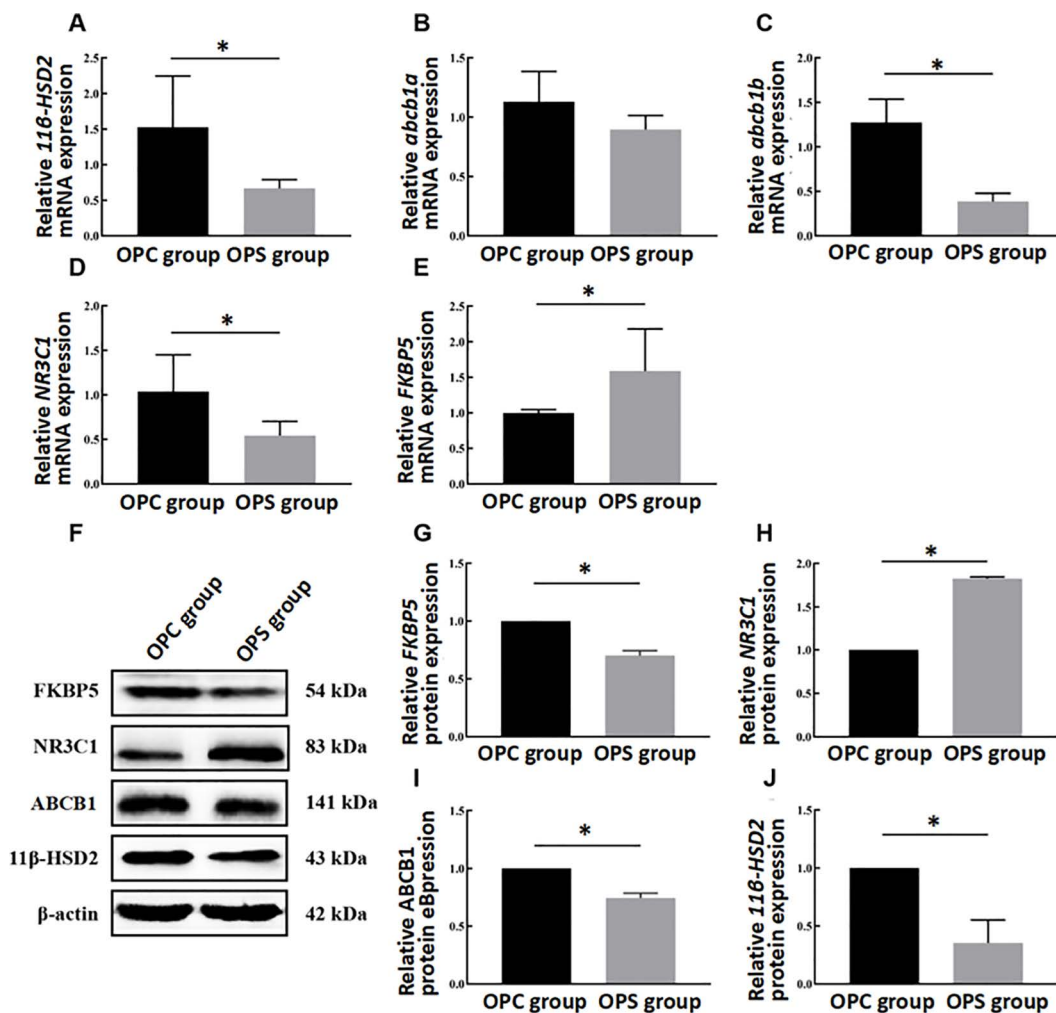 A
Relative 11β-HSD2
mRNA expression
2.5
2.0
1.5
1.0
0.5
0.0
*
OPC group OPS group
B
Relative abcb1a
mRNA expression
1.5
1.0
0.5
0.0
OPC group OPS group
C
Relative abcb1b
mRNA expression
2.0
1.5
1.0
0.5
0.0
*
OPC group OPS group
D
Relative NR3C1
mRNA expression
2.0
1.5
1.0
0.5
0.0
*
OPC group OPS group
E
Relative FKBP5
mRNA expression
2.5
2.0
1.5
1.0
0.5
0.0
*
OPC group OPS group
F
OPC group OPS group
FKBP5 54 kDa
NR3C1 83 kDa
ABCB1 141 kDa
11β-HSD2 43 kDa
β-actin 42 kDa
G
Relative FKBP5
protein expression
1.5
1.0
0.5
0.0
*
OPC group OPS group
H
Relative NR3C1
protein expression
2.0
1.5
1.0
0.5
0.0
*
OPC group OPS group
I
Relative ABCB1
protein eBpression
1.5
1.0
0.5
0.0
*
OPC group OPS group
J
Relative 11β-HSD2
protein expression
1.5
1.0
0.5
0.0
*
OPC group OPS group